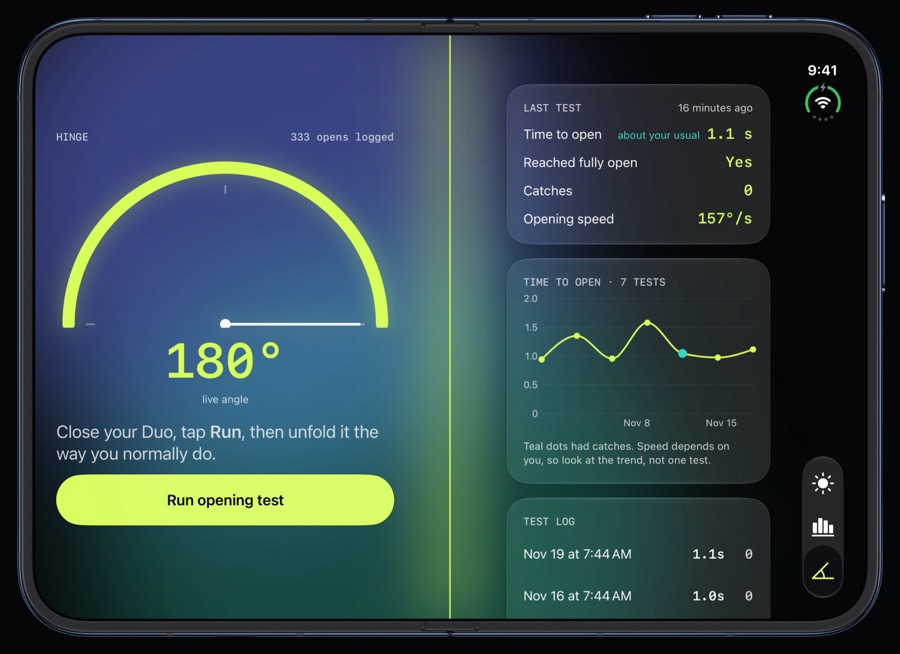 9:41
HINGE
333 opens logged
180°
live angle
Close your Duo, tap Run, then unfold it the
way you normally do.
Run opening test
LAST TEST
16 minutes ago
Time to open about your usual 1.1 s
Reached fully open Yes
Catches 0
Opening speed 157°/s
TIME TO OPEN · 7 TESTS
2.0
1.5
1.0
0.5
0
Nov 8
Nov 15
Teal dots had catches. Speed depends on
you, so look at the trend, not one test.
TEST LOG
Nov 19 at 7:44 AM 1.1s 0
Nov 16 at 7:44 AM 1.0s 0